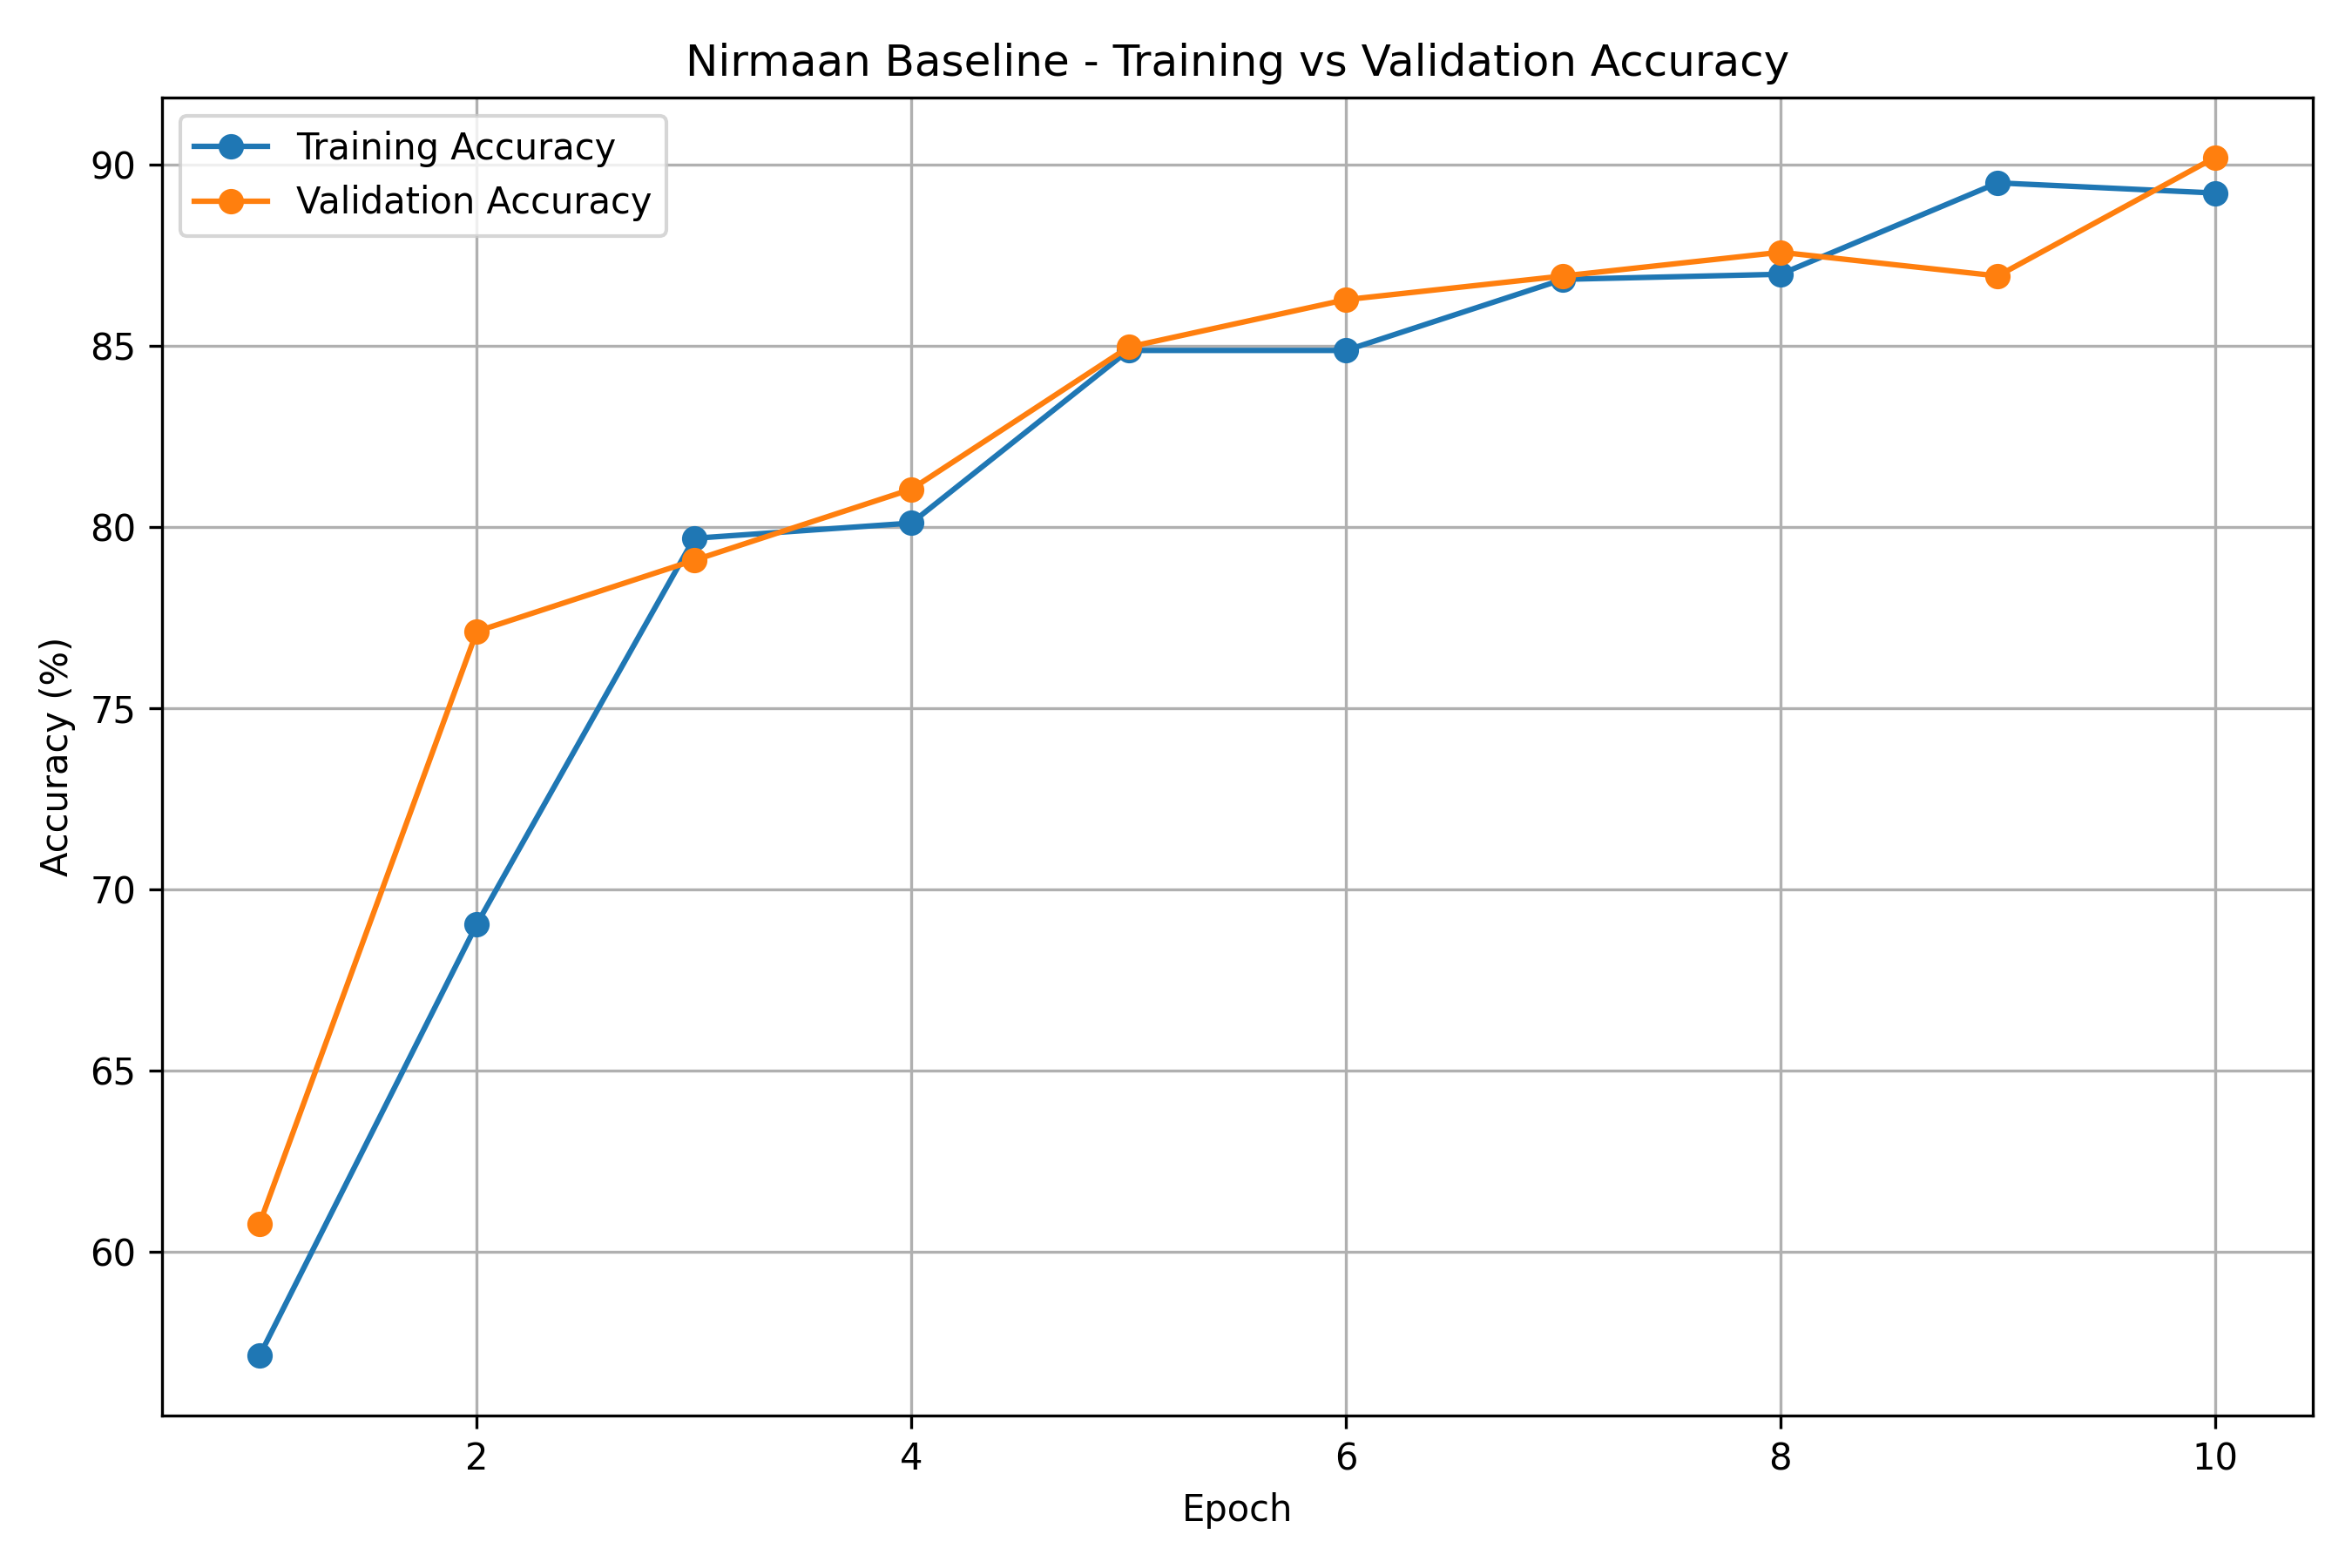 Nirmaan Baseline - Training vs Validation Accuracy
Training Accuracy
Validation Accuracy
90
85
80
75
70
65
60
Accuracy (%)
2 4 6 8 10
Epoch